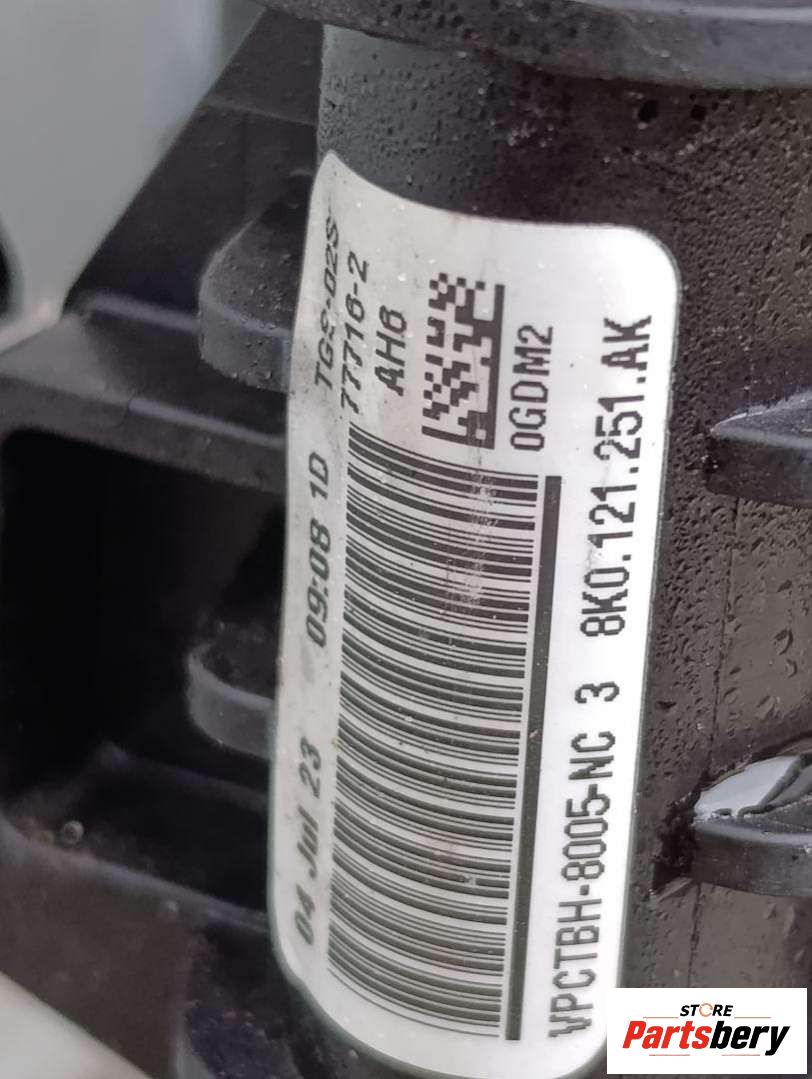 04 Jul 23 09:08 1D TGS-02S
77716-2
AH6
0GDM2
VPCTBH-8005-NC 3 8K0.121.251.AK
STORE
Partsbery